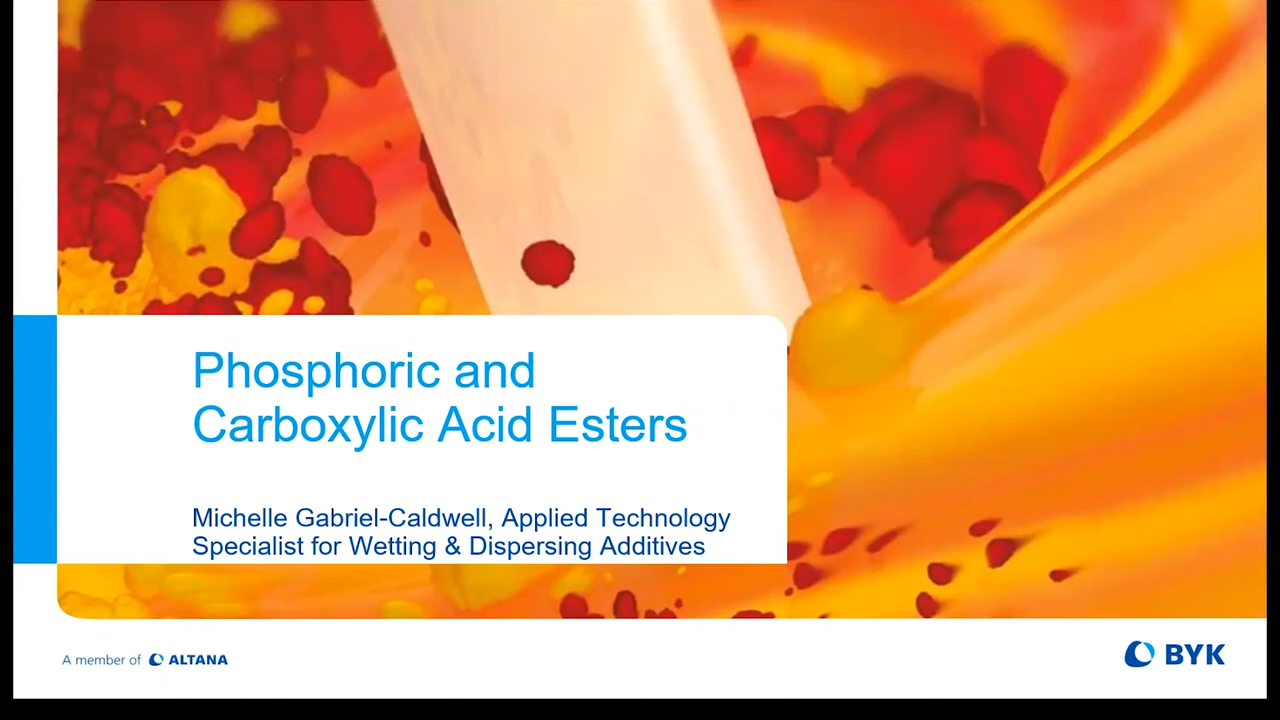 Phosphoric and
Carboxylic Acid Esters
Michelle Gabriel-Caldwell, Applied Technology
Specialist for Wetting & Dispersing Additives
A member of ALTANA
BYK